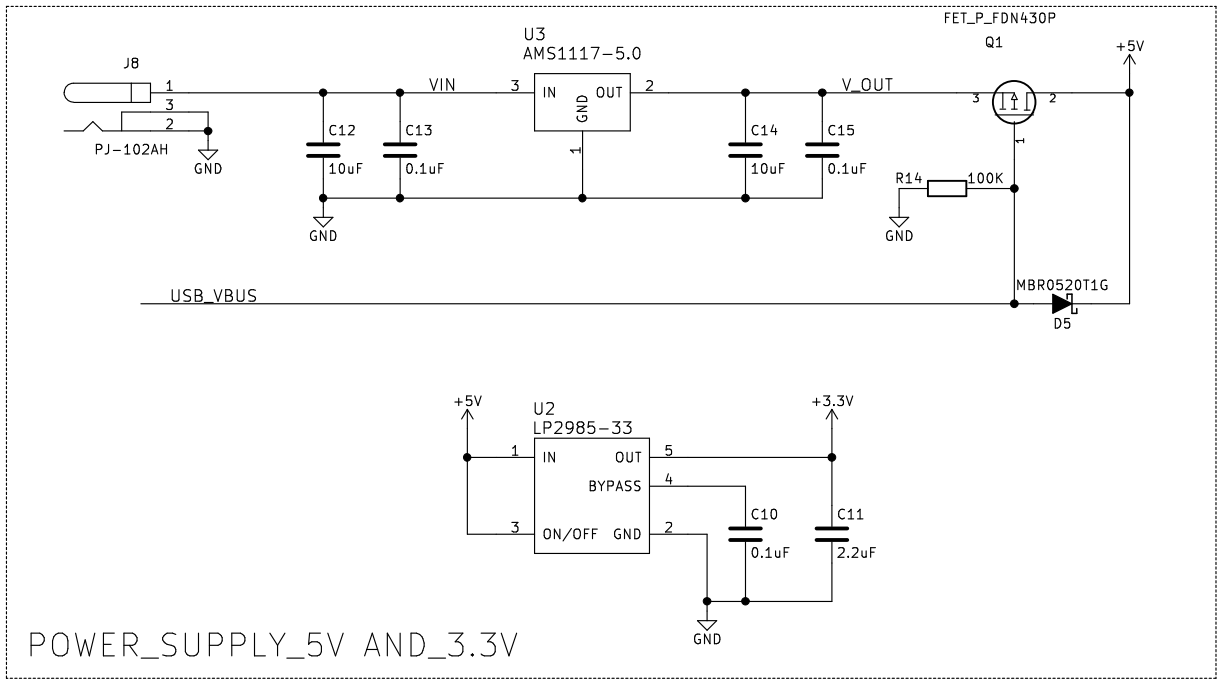 FET_P_FDN430P
Q1
U3
AMS1117-5.0
+5V
J8
1
VIN
3
IN
OUT
2
V_OUT
3
2
GND
3
2
PJ-102AH
GND
1
C12
10uF
C13
0.1uF
C14
10uF
C15
0.1uF
1
R14
100K
GND
GND
USB_VBUS
MBR0520T1G
D5
+5V
U2
LP2985-33
+3.3V
1
IN
OUT
5
BYPASS
4
3
ON/OFF
GND
2
C10
0.1uF
C11
2.2uF
GND
POWER_SUPPLY_5V AND_3.3V